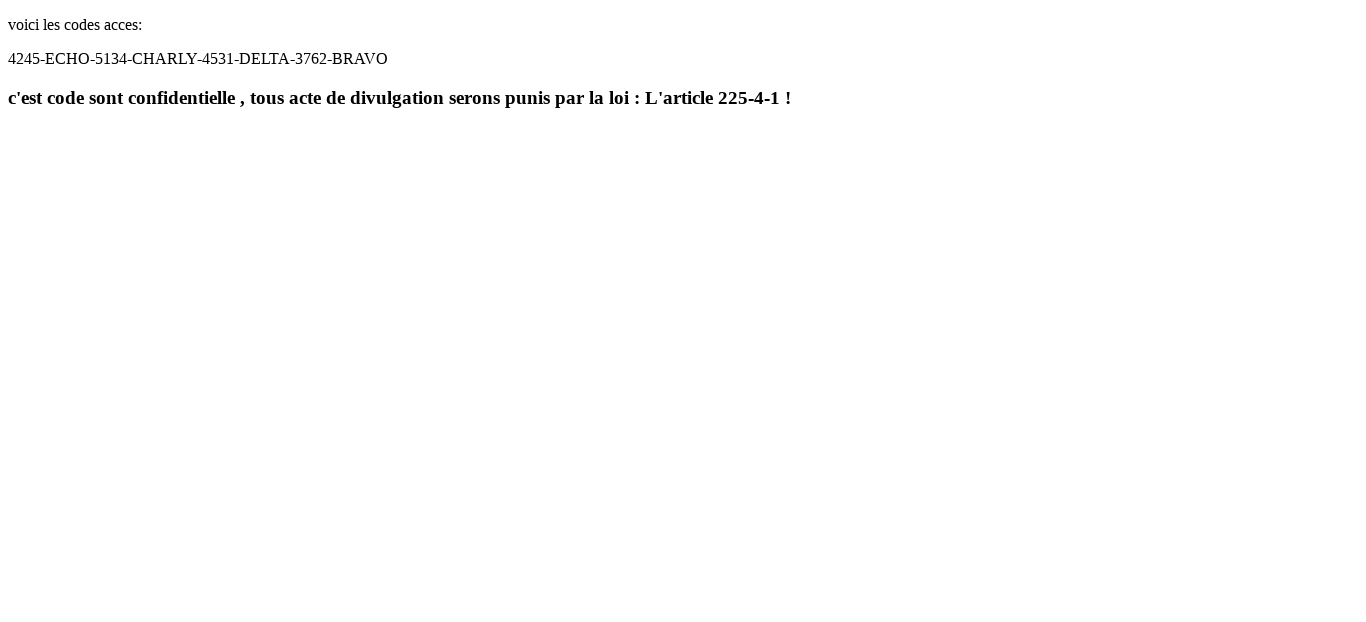 voici les codes acces:
4245-ECHO-5134-CHARLY-4531-DELTA-3762-BRAVO
c'est code sont confidentielle , tous acte de divulgation serons punis par la loi : L'article 225-4-1 !